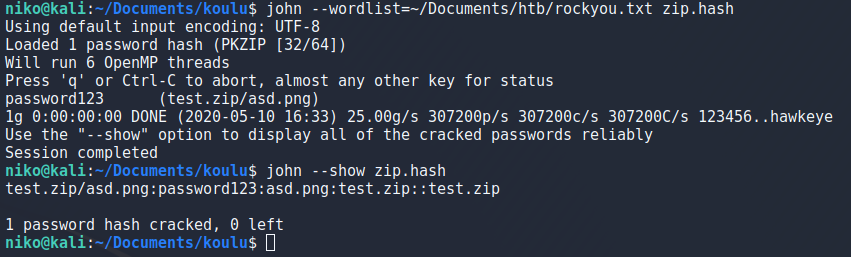 niko@kali:~/Documents/koulu$ john --wordlist=~/Documents/htb/rockyou.txt zip.hash
Using default input encoding: UTF-8
Loaded 1 password hash (PKZIP [32/64])
Will run 6 OpenMP threads
Press 'q' or Ctrl-C to abort, almost any other key for status
password123      (test.zip/asd.png)
1g 0:00:00:00 DONE (2020-05-10 16:33) 25.00g/s 307200p/s 307200c/s 307200C/s 123456..hawkeye
Use the "--show" option to display all of the cracked passwords reliably
Session completed
niko@kali:~/Documents/koulu$ john --show zip.hash
test.zip/asd.png:password123:asd.png:test.zip::test.zip
1 password hash cracked, 0 left
niko@kali:~/Documents/koulu$